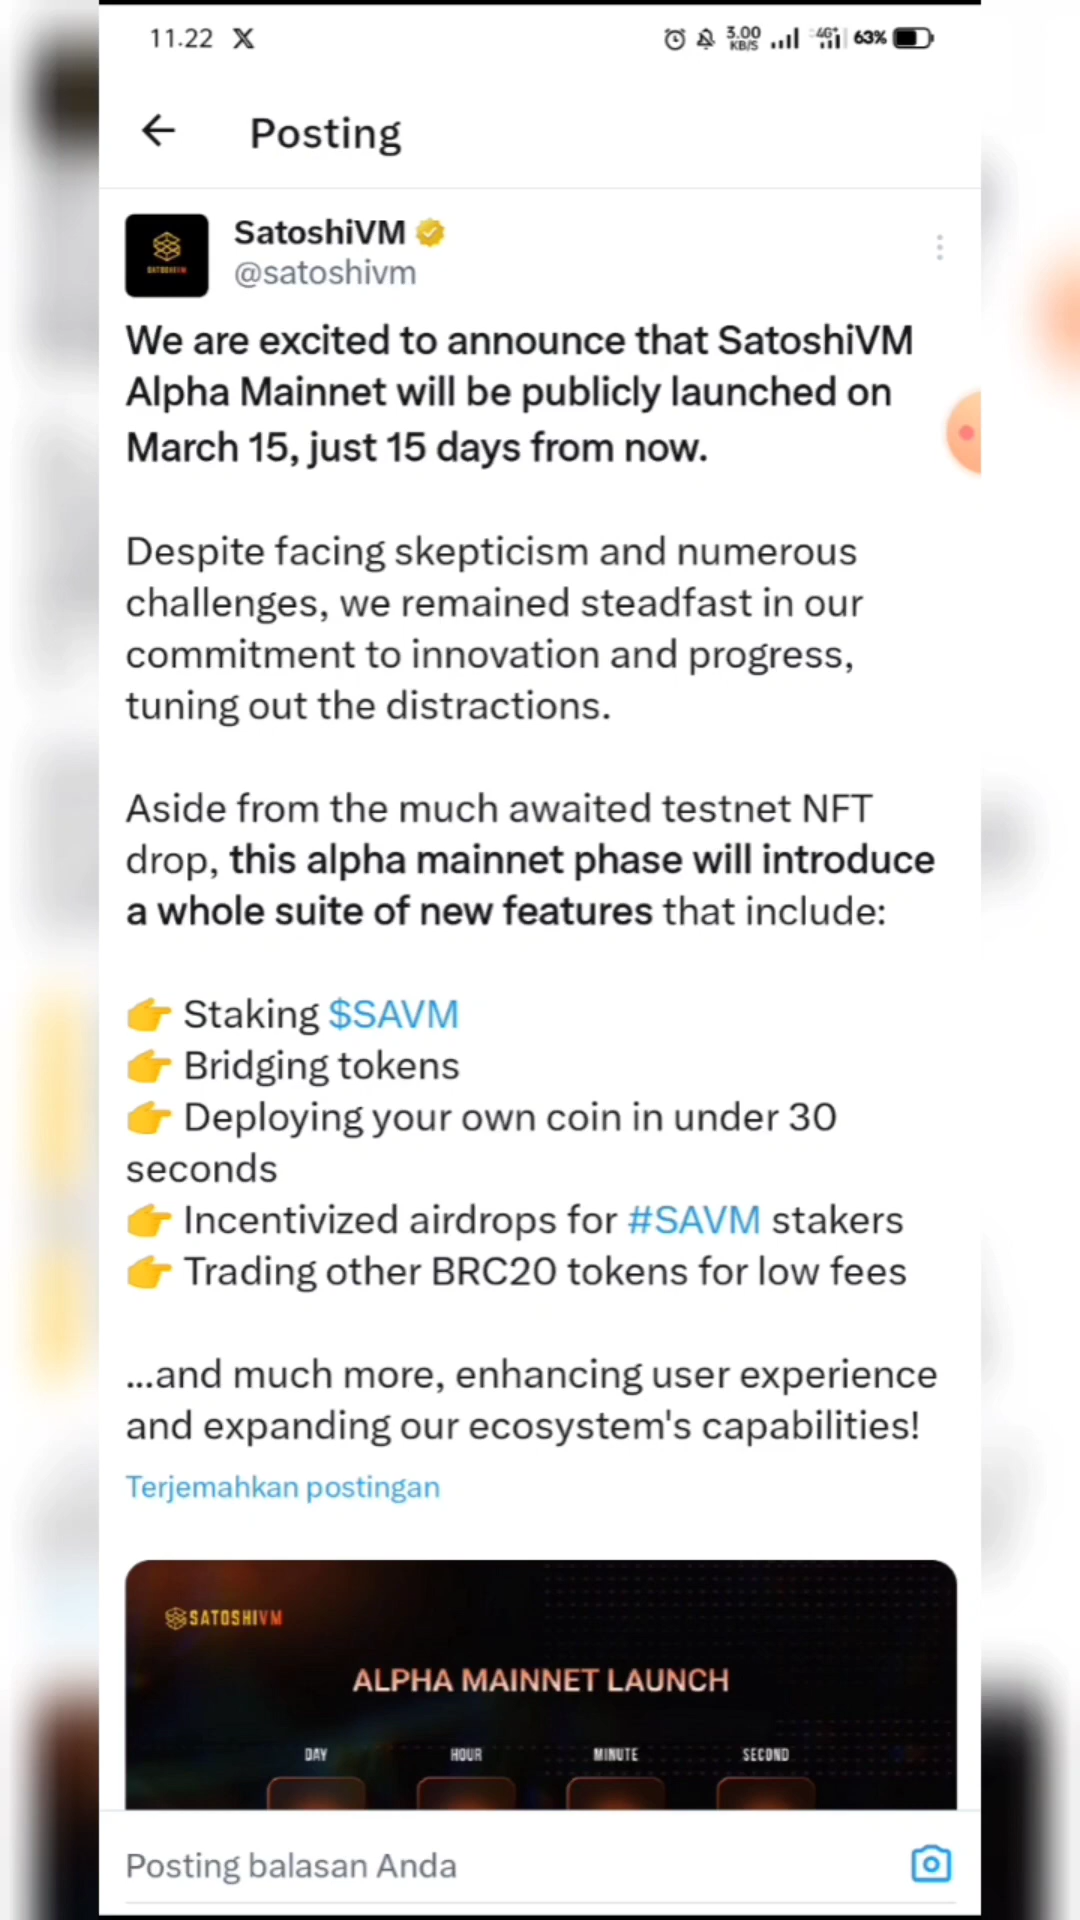 11.22 X 3.00 KB/S 4G+ 63%
Posting
SatoshiVM
@satoshivm
We are excited to announce that SatoshiVM
Alpha Mainnet will be publicly launched on
March 15, just 15 days from now.
Despite facing skepticism and numerous
challenges, we remained steadfast in our
commitment to innovation and progress,
tuning out the distractions.
Aside from the much awaited testnet NFT
drop, this alpha mainnet phase will introduce
a whole suite of new features that include:
👉 Staking $SAVM
👉 Bridging tokens
👉 Deploying your own coin in under 30
seconds
👉 Incentivized airdrops for #SAVM stakers
👉 Trading other BRC20 tokens for low fees
...and much more, enhancing user experience
and expanding our ecosystem's capabilities!
Terjemahkan postingan
SATOSHIVM
ALPHA MAINNET LAUNCH
DAY HOUR MINUTE SECOND
Posting balasan Anda